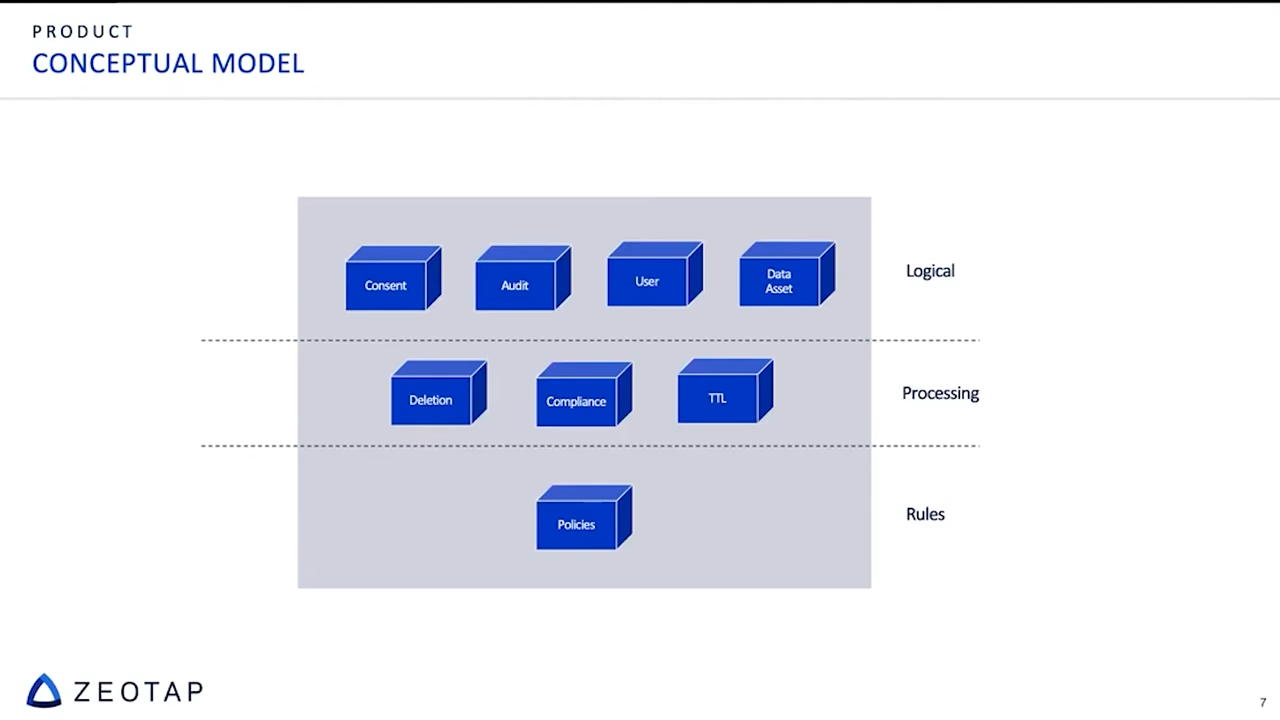 PRODUCT
CONCEPTUAL MODEL
Consent
Audit
User
Data
Asset
Logical
Deletion
Compliance
TTL
Processing
Policies
Rules
ZEOTAP
7